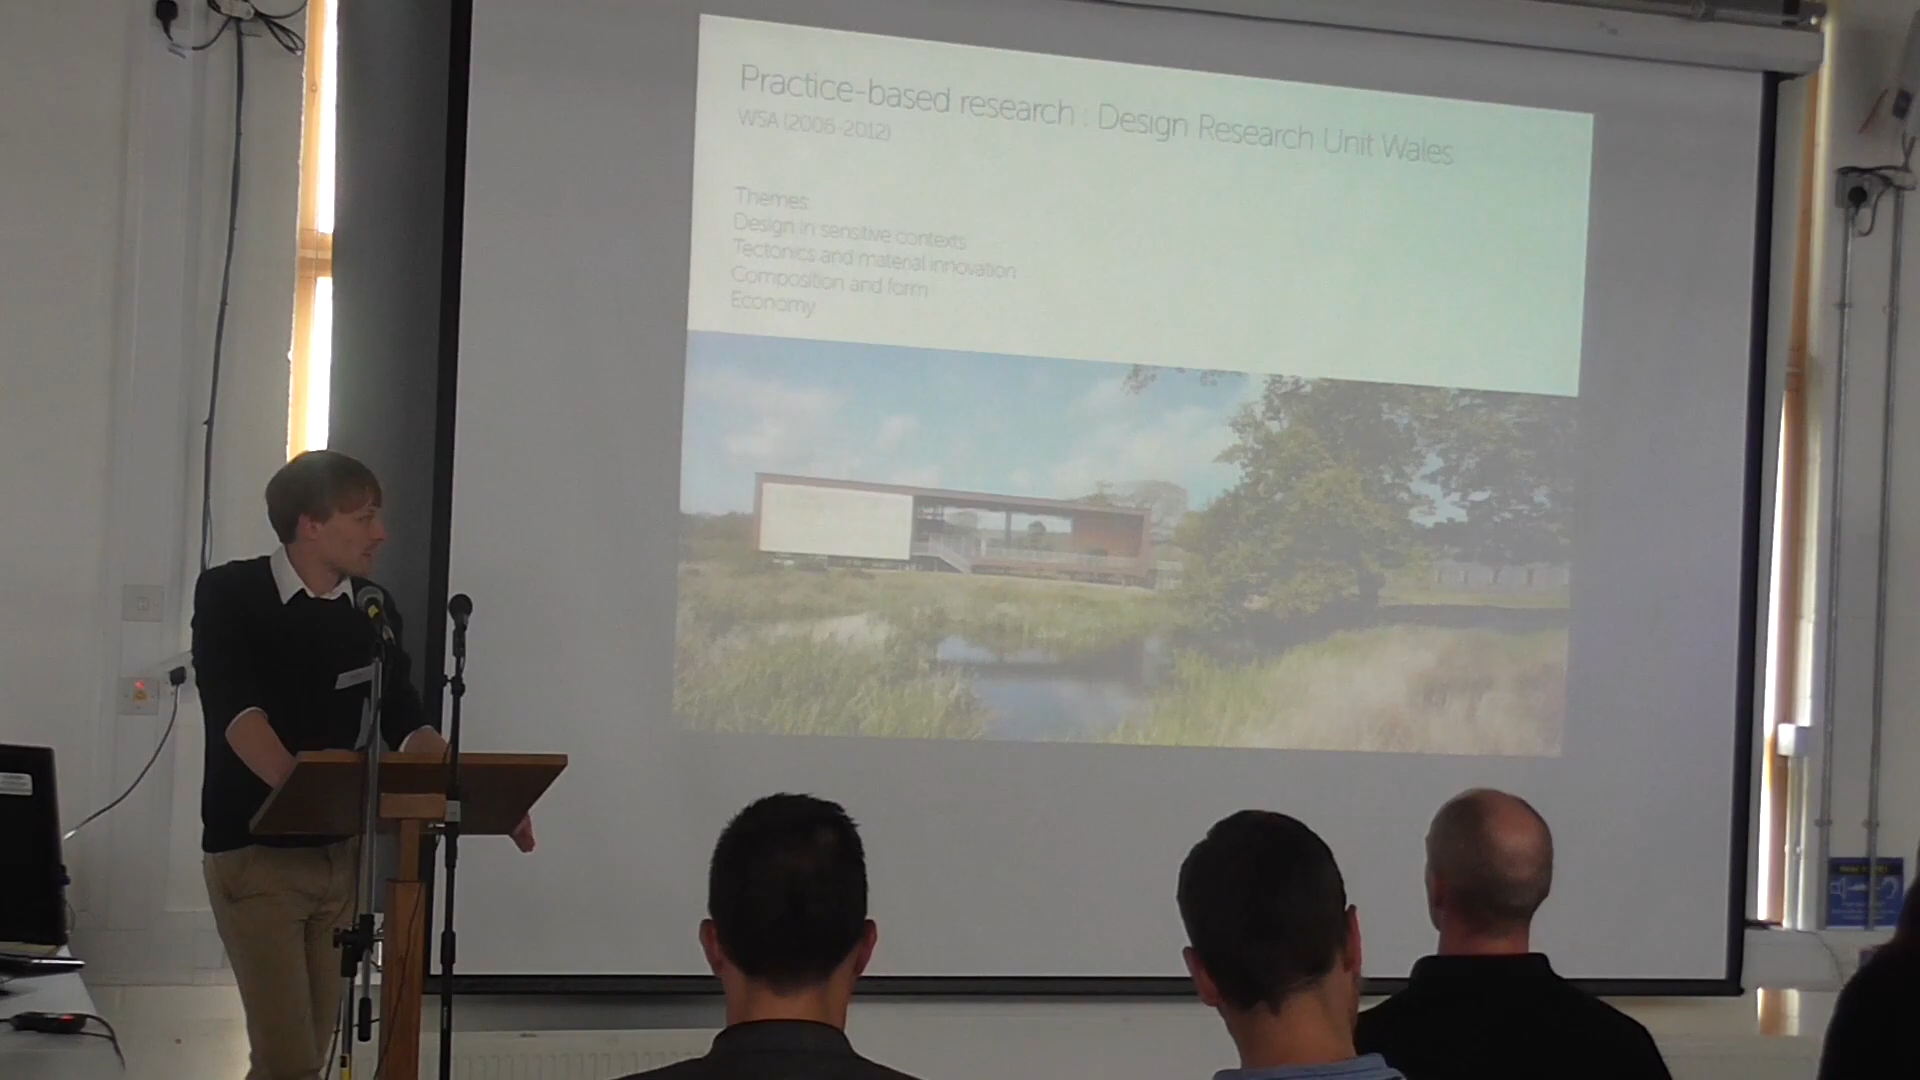 Practice-based research : Design Research Unit Wales
WSA (2006-2012)
Themes:
Design in sensitive contexts
Tectonics and material innovation
Composition and form
Economy